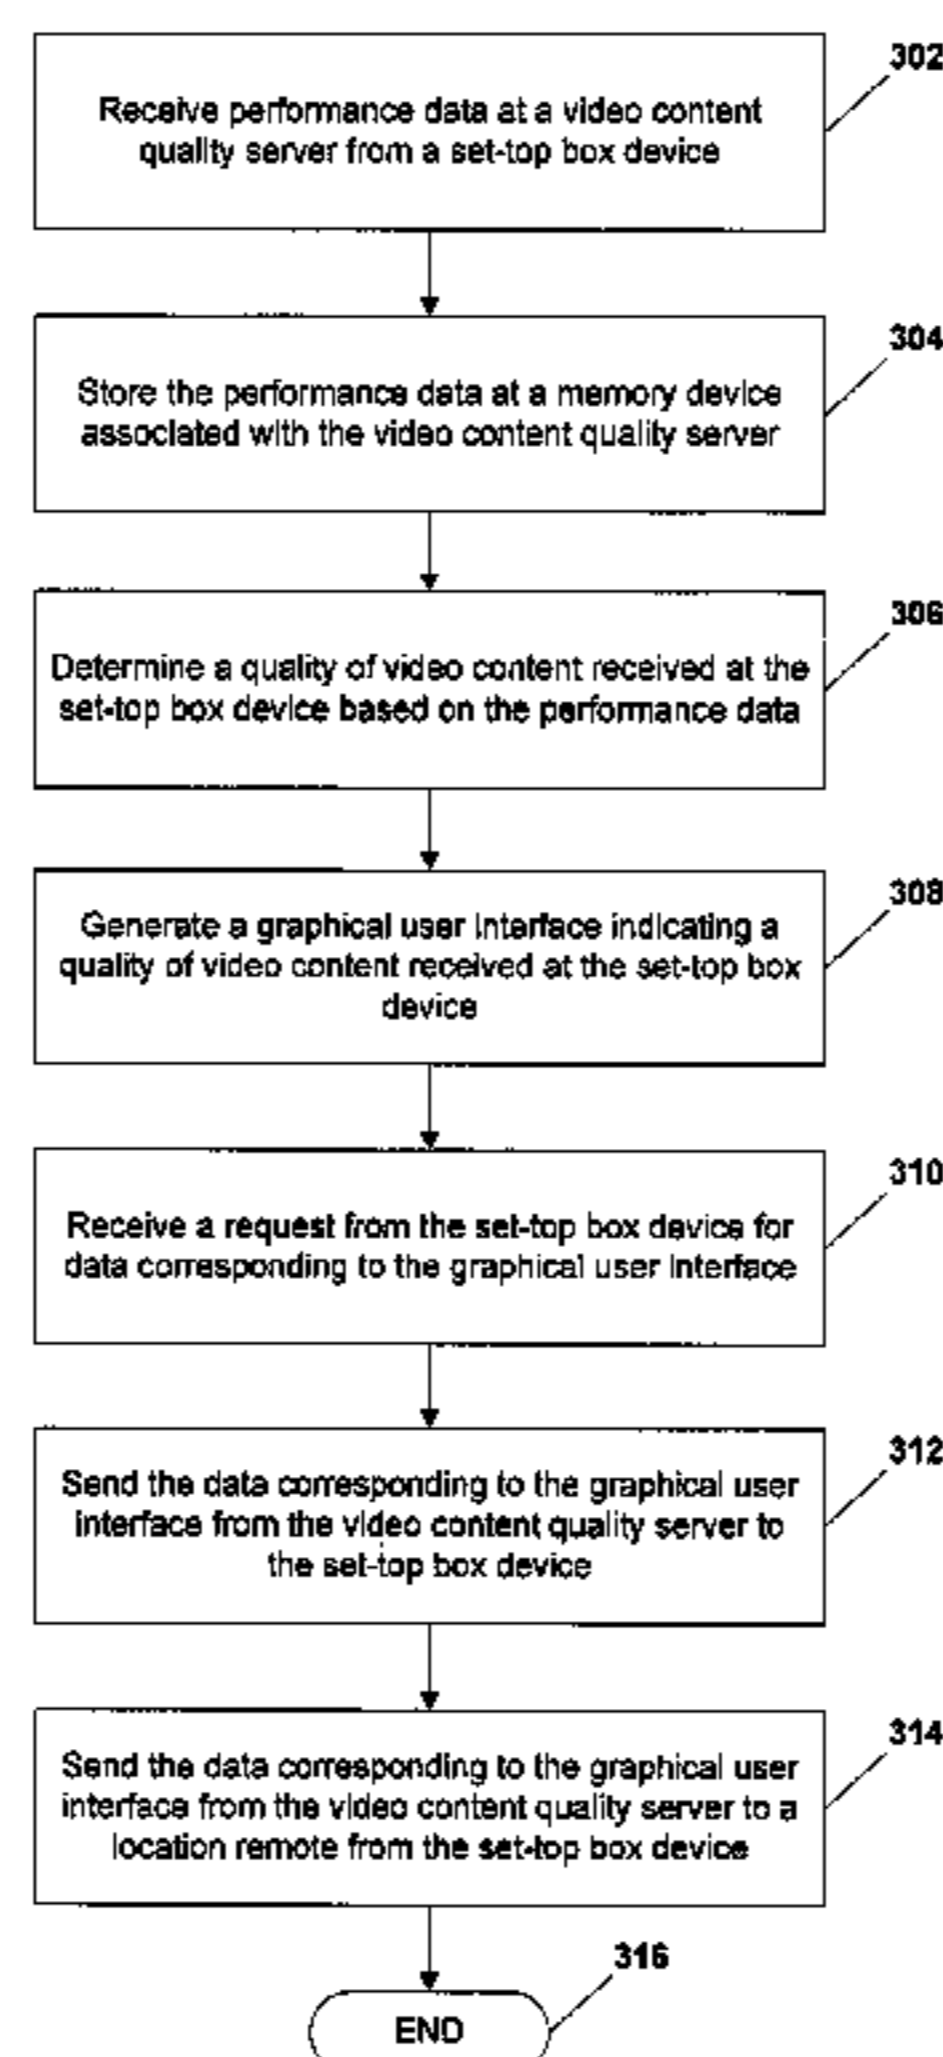 302
Receive performance data at a video content
quality server from a set-top box device
304
Store the performance data at a memory device
associated with the video content quality server
306
Determine a quality of video content received at the
set-top box device based on the performance data
308
Generate a graphical user interface indicating a
quality of video content received at the set-top box
device
310
Receive a request from the set-top box device for
data corresponding to the graphical user interface
312
Send the data corresponding to the graphical user
interface from the video content quality server to
the set-top box device
314
Send the data corresponding to the graphical user
interface from the video content quality server to a
location remote from the set-top box device
316
END